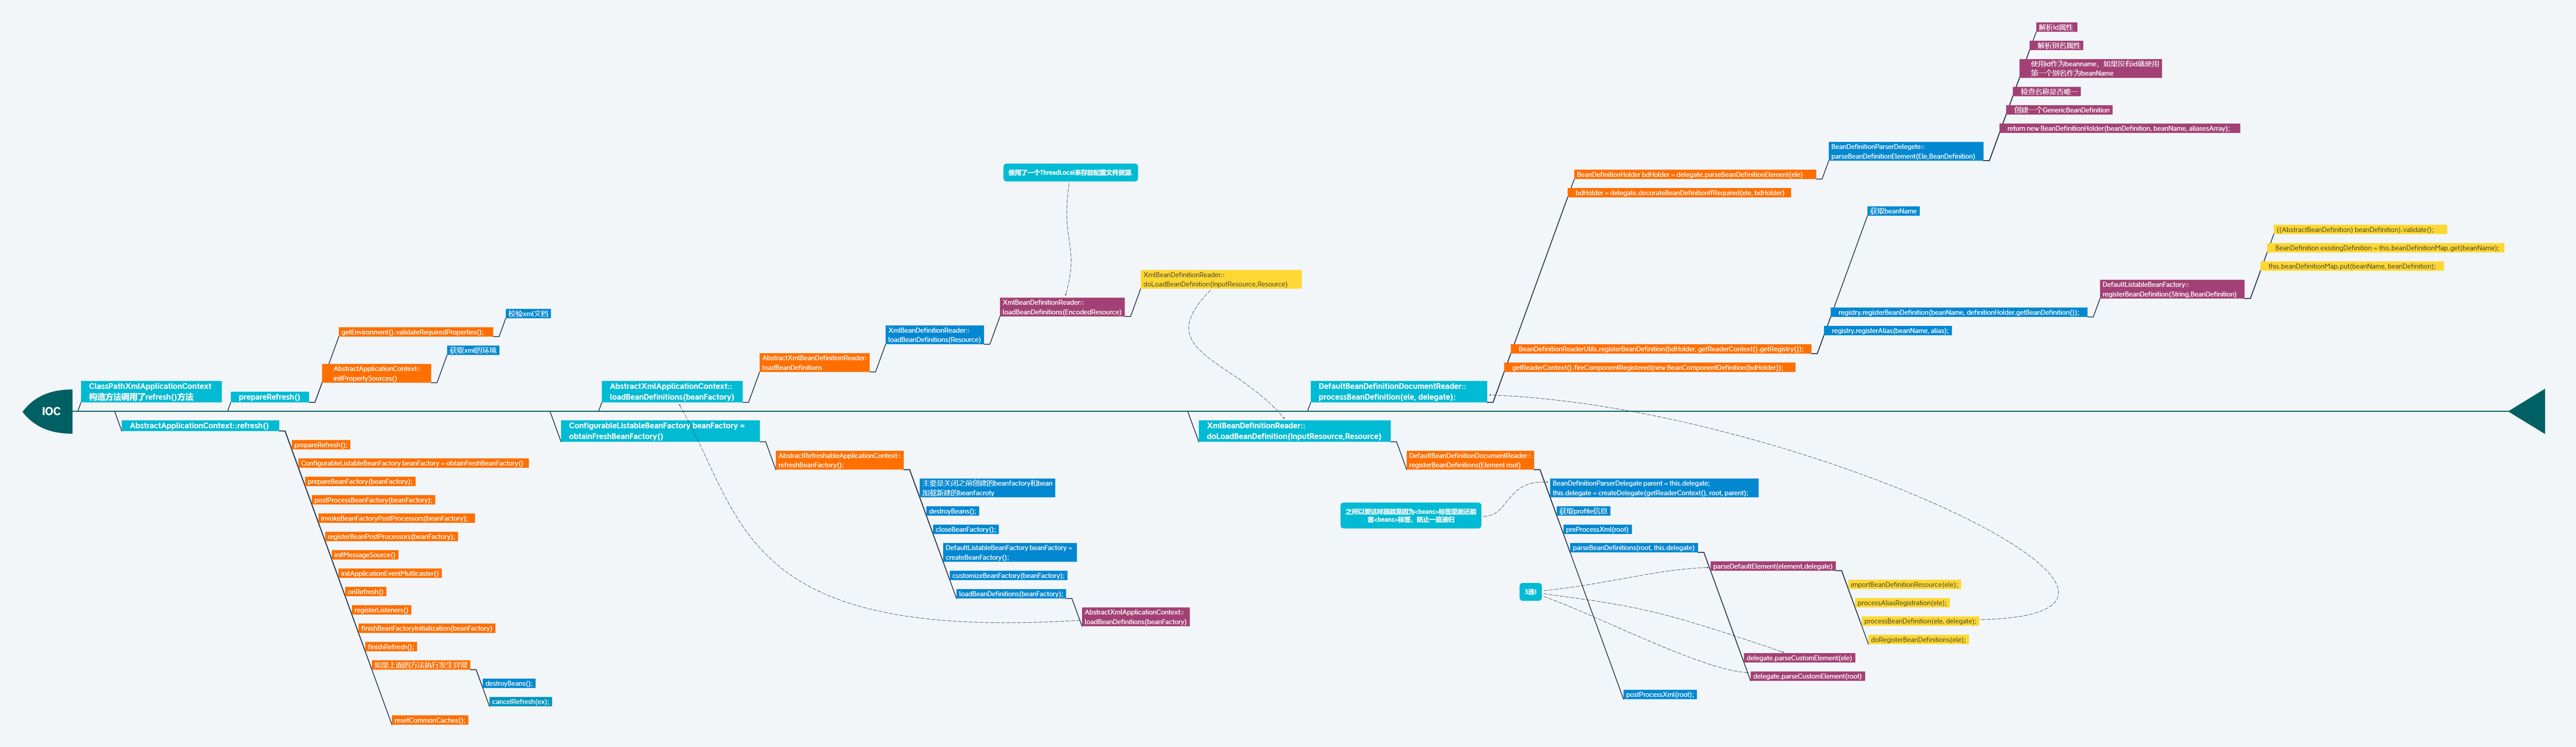 IOC
ClassPathXmlApplicationContext
构造方法调用了refresh()方法
AbstractApplicationContext::refresh()
prepareRefresh();
ConfigurableListableBeanFactory beanFactory = obtainFreshBeanFactory()
prepareBeanFactory(beanFactory);
postProcessBeanFactory(beanFactory);
invokeBeanFactoryPostProcessors(beanFactory);
registerBeanPostProcessors(beanFactory);
initMessageSource()
initApplicationEventMulticaster()
onRefresh()
registerListeners()
finishBeanFactoryInitialization(beanFactory)
finishRefresh();
如果上面的方法执行发生异常
destroyBeans();
cancelRefresh(ex);
resetCommonCaches();
prepareRefresh()
getEnvironment().validateRequiredProperties();
校验xml文档
AbstractApplicationContext::
initPropertySources()
获取xml的环境
ConfigurableListableBeanFactory beanFactory =
obtainFreshBeanFactory()
AbstractRefreshableApplicationContext::
refreshBeanFactory();
主要是关闭之前创建的beanfactory和bean
加载新建的beanfacroty
destroyBeans();
closeBeanFactory();
DefaultListableBeanFactory beanFactory =
createBeanFactory();
customizeBeanFactory(beanFactory);
loadBeanDefinitions(beanFactory);
AbstractXmlApplicationContext::
loadBeanDefinitions(beanFactory)
AbstractXmlApplicationContext::
loadBeanDefinitions(beanFactory)
AbstractXmlBeanDefinitionReader:
loadBeanDefinitions
XmlBeanDefinitionReader::
loadBeanDefinitions(Resource)
XmlBeanDefinitionReader::
loadBeanDefinitions(EncodedResource)
使用了一个ThreadLocal来存放配置文件资源.
XmlBeanDefinitionReader::
doLoadBeanDefinition(InputResource,Resource)
XmlBeanDefinitionReader::
doLoadBeanDefinition(InputResource,Resource)
DefaultBeanDefinitionDocumentReader::
registerBeanDefinitions(Element root)
BeanDefinitionParserDelegate parent = this.delegate;
this.delegate = createDelegate(getReaderContext(), root, parent);
之所以要这样搞就是因为<beans>标签里面还能
套<beans>标签，防止一直递归
获取profile信息
preProcessXml(root)
parseBeanDefinitions(root, this.delegate)
3选1
parseDefaultElement(element,delegate)
importBeanDefinitionResource(ele);
processAliasRegistration(ele);
processBeanDefinition(ele, delegate);
doRegisterBeanDefinitions(ele);
delegate.parseCustomElement(ele)
delegate.parseCustomElement(root)
postProcessXml(root);
DefaultBeanDefinitionDocumentReader::
processBeanDefinition(ele, delegate);
BeanDefinitionHolder bdHolder = delegate.parseBeanDefinitionElement(ele)
BeanDefinitionParserDelegete::
parseBeanDefinitionElement(Ele,BeanDefinition)
解析Id属性
解析别名属性
使用id作为beanname，如果没有id就使用
第一个别名作为beanName
检查名称是否唯一
创建一个GenericBeanDefinition
return new BeanDefinitionHolder(beanDefinition, beanName, aliasesArray);
bdHolder = delegate.decorateBeanDefinitionIfRequired(ele, bdHolder)
BeanDefinitionReaderUtils.registerBeanDefinition(bdHolder, getReaderContext().getRegistry());
获取beanName
registry.registerBeanDefinition(beanName, definitionHolder.getBeanDefinition());
DefaultListableBeanFactory::
registerBeanDefinition(String,BeanDefinition)
((AbstractBeanDefinition) beanDefinition).validate();
BeanDefinition existingDefinition = this.beanDefinitionMap.get(beanName);
this.beanDefinitionMap.put(beanName, beanDefinition);
registry.registerAlias(beanName, alias);
getReaderContext().fireComponentRegistered(new BeanComponentDefinition(bdHolder));